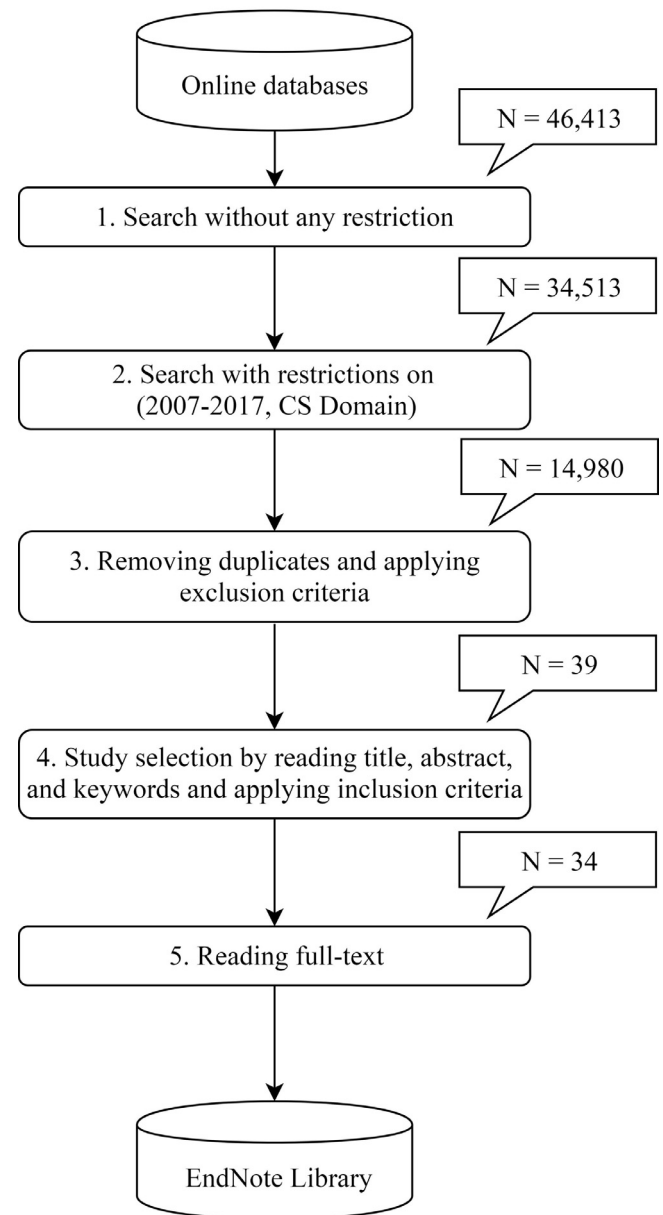 Online databases
N = 46,413
1. Search without any restriction
N = 34,513
2. Search with restrictions on
(2007-2017, CS Domain)
N = 14,980
3. Removing duplicates and applying
exclusion criteria
N = 39
4. Study selection by reading title, abstract,
and keywords and applying inclusion criteria
N = 34
5. Reading full-text
EndNote Library